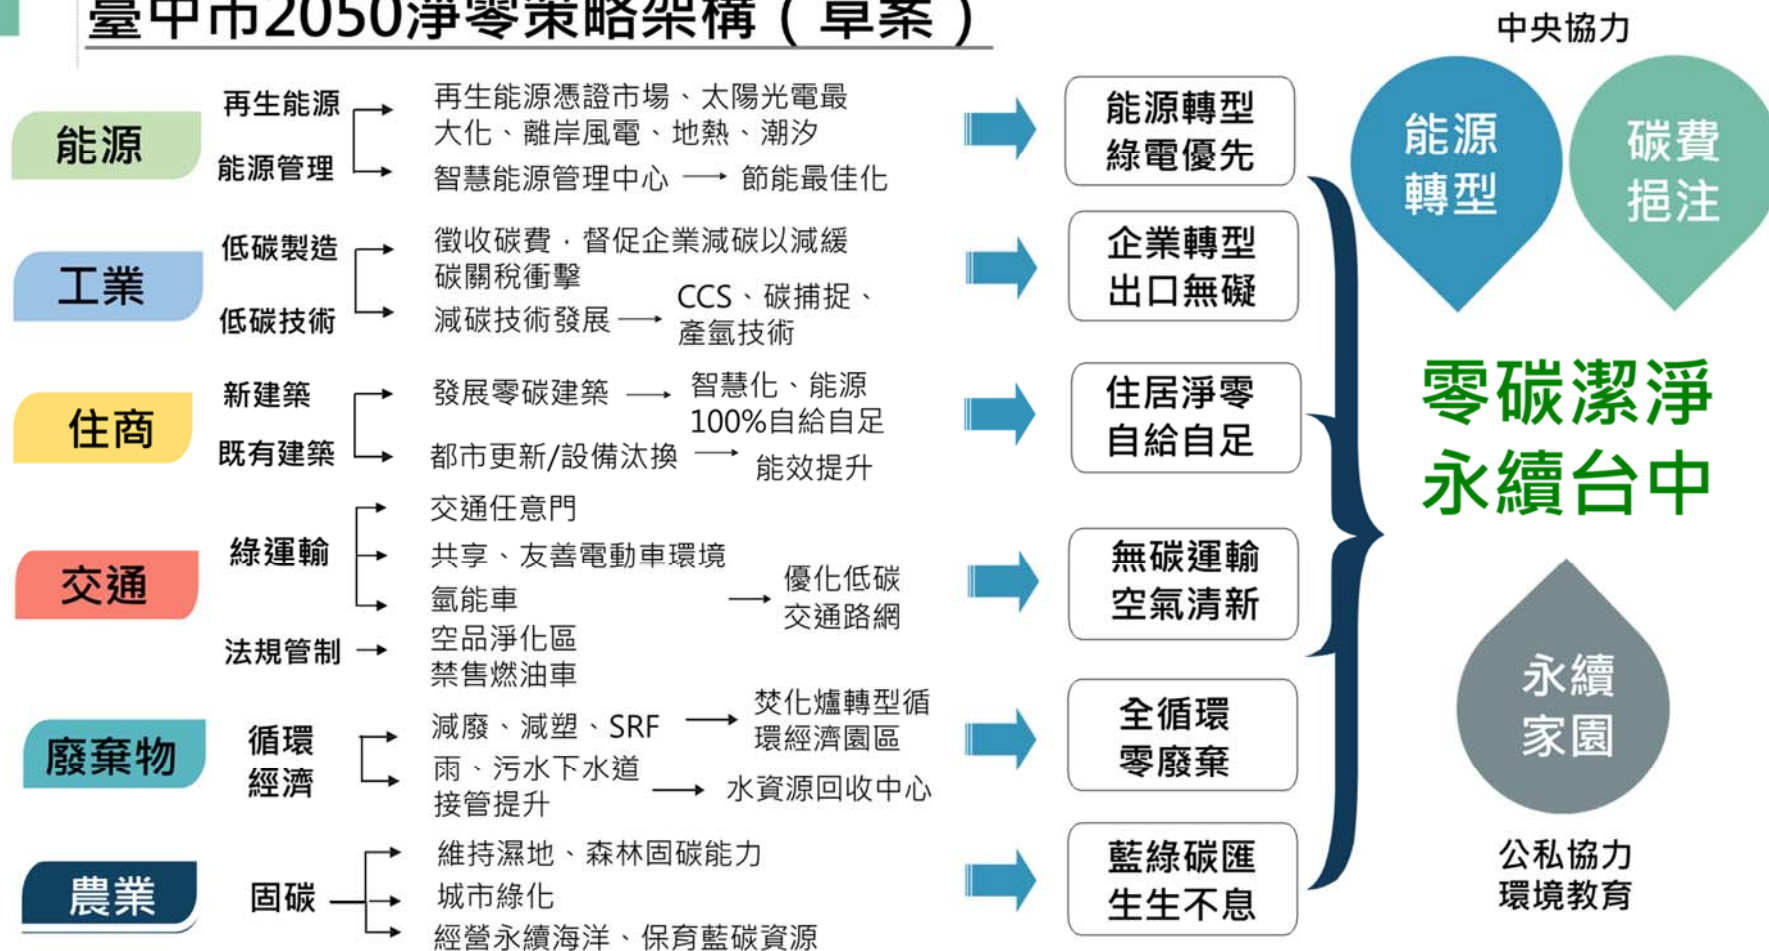 臺中市2050淨零策略架構（草案）
中央協力
能源
再生能源
再生能源憑證市場、太陽光電最
大化、離岸風電、地熱、潮汐
能源管理
智慧能源管理中心
節能最佳化
能源轉型
綠電優先
工業
低碳製造
徵收碳費，督促企業減碳以減緩
碳關稅衝擊
低碳技術
減碳技術發展
CCS、碳捕捉、
產氫技術
企業轉型
出口無礙
住商
新建築
發展零碳建築
智慧化、能源
100%自給自足
既有建築
都市更新/設備汰換
能效提升
住居淨零
自給自足
交通
綠運輸
交通任意門
共享、友善電動車環境
氫能車
優化低碳
交通路網
法規管制
空品淨化區
禁售燃油車
無碳運輸
空氣清新
廢棄物
循環
經濟
減廢、減塑、SRF
焚化爐轉型循
環經濟園區
雨、污水下水道
接管提升
水資源回收中心
全循環
零廢棄
農業
固碳
維持濕地、森林固碳能力
城市綠化
經營永續海洋、保育藍碳資源
藍綠碳匯
生生不息
能源
轉型
碳費
挹注
零碳潔淨
永續台中
永續
家園
公私協力
環境教育